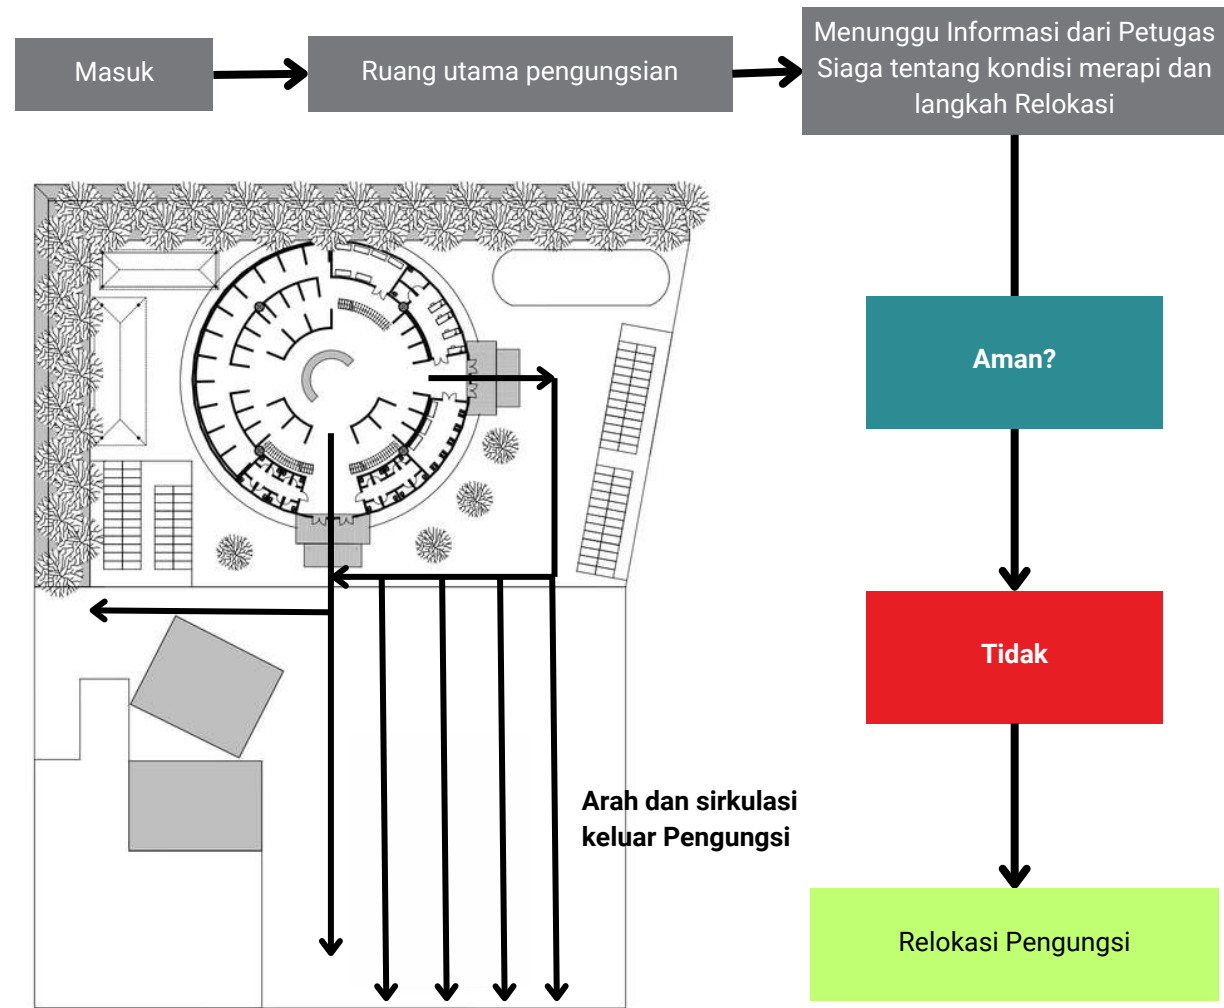 Masuk
Ruang utama pengungsian
Menunggu Informasi dari Petugas
Siaga tentang kondisi merapi dan
langkah Relokasi
Aman?
Tidak
Arah dan sirkulasi
keluar Pengungsi
Relokasi Pengungsi